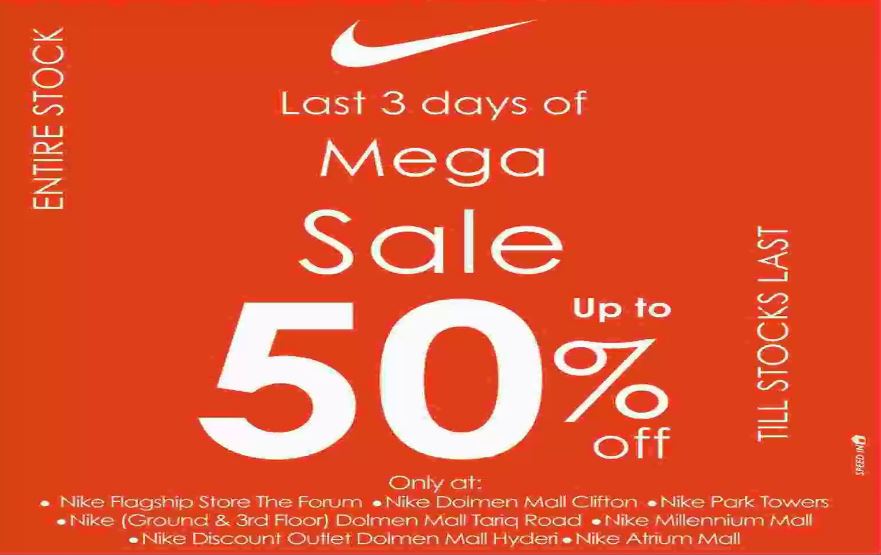 ENTIRE STOCK
Last 3 days of
Mega
Sale
Up to
50%
off
TILL STOCKS LAST
SPEED IN
Only at:
• Nike Flagship Store The Forum • Nike Dolmen Mall Clifton • Nike Park Towers
• Nike (Ground & 3rd Floor) Dolmen Mall Tariq Road • Nike Millennium Mall
• Nike Discount Outlet Dolmen Mall Hyderi • Nike Atrium Mall